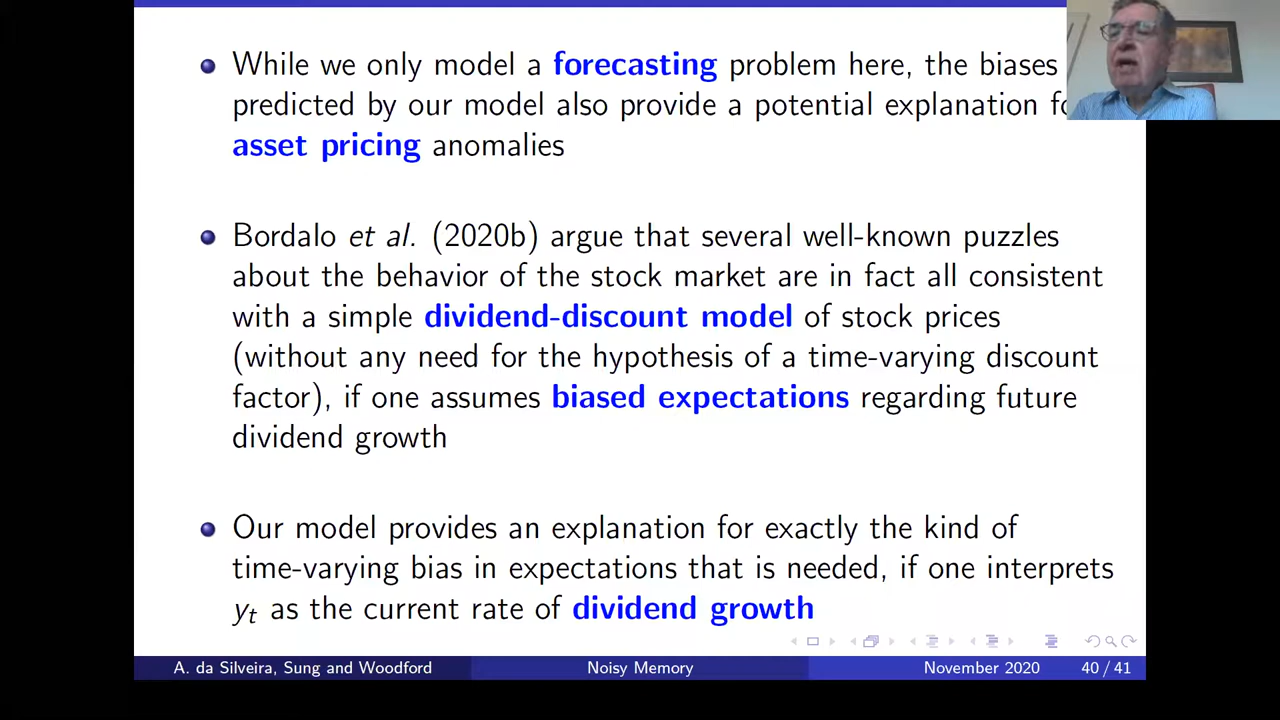 While we only model a forecasting problem here, the biases
predicted by our model also provide a potential explanation
asset pricing anomalies
Bordalo et al. (2020b) argue that several well-known puzzles
about the behavior of the stock market are in fact all consistent
with a simple dividend-discount model of stock prices
(without any need for the hypothesis of a time-varying discount
factor), if one assumes biased expectations regarding future
dividend growth
Our model provides an explanation for exactly the kind of
time-varying bias in expectations that is needed, if one interprets
yt as the current rate of dividend growth
A. da Silveira, Sung and Woodford Noisy Memory November 2020 40 / 41